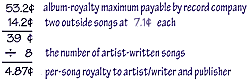 53.2¢ album-royalty maximum payable by record company
14.2¢ two outside songs at 7.1¢ each
39 ¢
÷ 8 the number of artist-written songs
4.87¢ per-song royalty to artist/writer and publisher